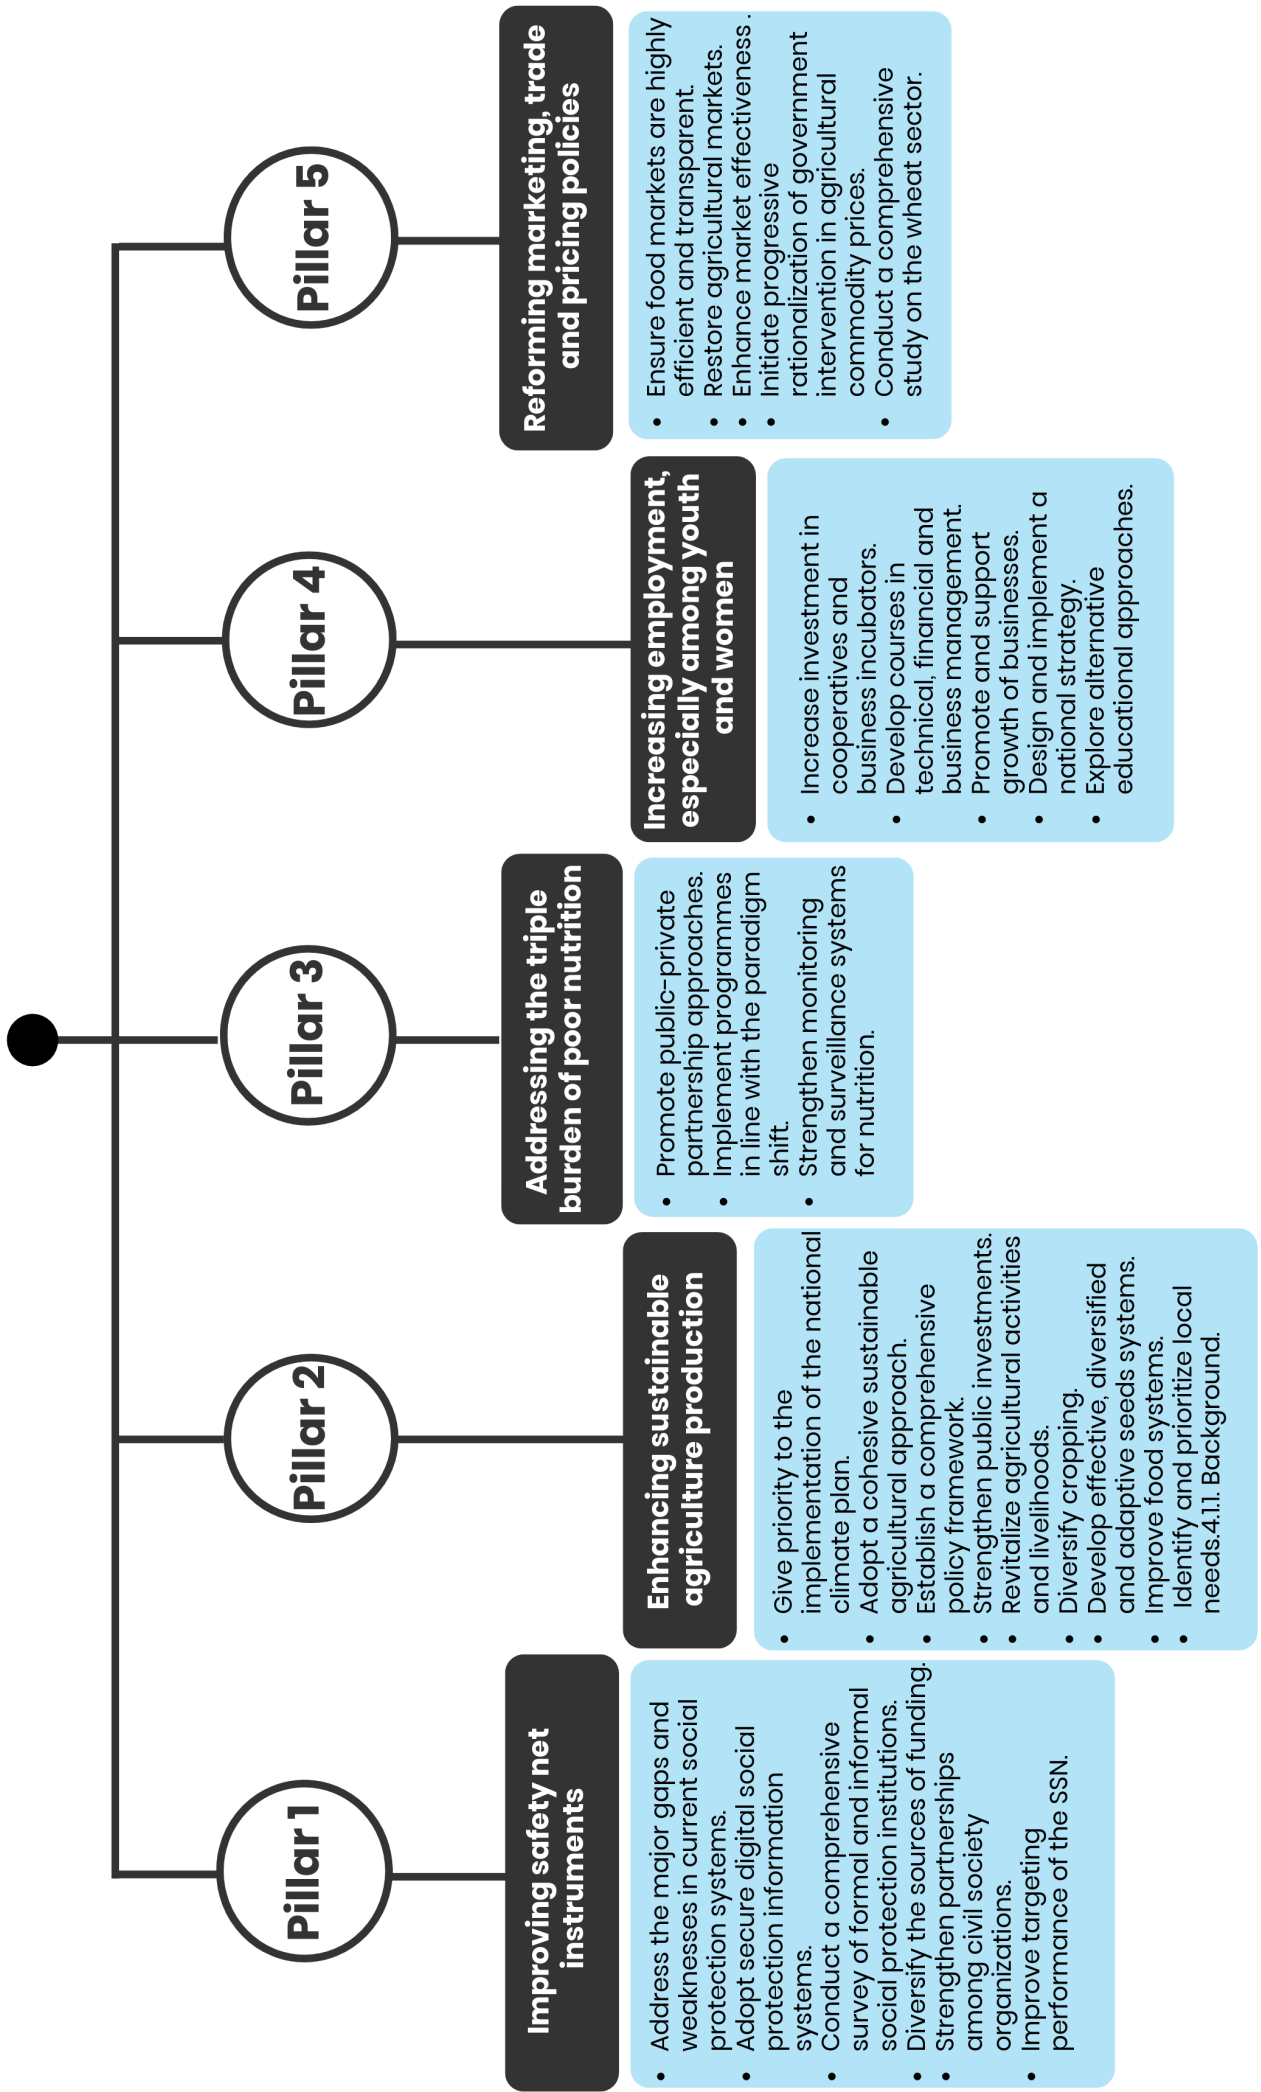 Pillar 1
Improving safety net
instruments
• Address the major gaps and
weaknesses in current social
protection systems.
• Adopt secure digital social
protection information
systems.
• Conduct a comprehensive
survey of formal and informal
social protection institutions.
• Diversify the sources of funding.
• Strengthen partnerships
among civil society
organizations.
• Improve targeting
performance of the SSN.
Pillar 2
Enhancing sustainable
agriculture production
• Give priority to the
implementation of the national
climate plan.
• Adopt a cohesive sustainable
agricultural approach.
• Establish a comprehensive
policy framework.
• Strengthen public investments.
• Revitalize agricultural activities
and livelihoods.
• Diversify cropping.
• Develop effective, diversified
and adaptive seeds systems.
• Improve food systems.
• Identify and prioritize local
needs.4.1.1. Background.
Pillar 3
Addressing the triple
burden of poor nutrition
• Promote public-private
partnership approaches.
• Implement programmes
in line with the paradigm
shift.
• Strengthen monitoring
and surveillance systems
for nutrition.
Pillar 4
Increasing employment,
especially among youth
and women
• Increase investment in
cooperatives and
business incubators.
• Develop courses in
technical, financial and
business management.
• Promote and support
growth of businesses.
• Design and implement a
national strategy.
• Explore alternative
educational approaches.
Pillar 5
Reforming marketing, trade
and pricing policies
• Ensure food markets are highly
efficient and transparent.
• Restore agricultural markets.
• Enhance market effectiveness .
• Initiate progressive
rationalization of government
intervention in agricultural
commodity prices.
• Conduct a comprehensive
study on the wheat sector.